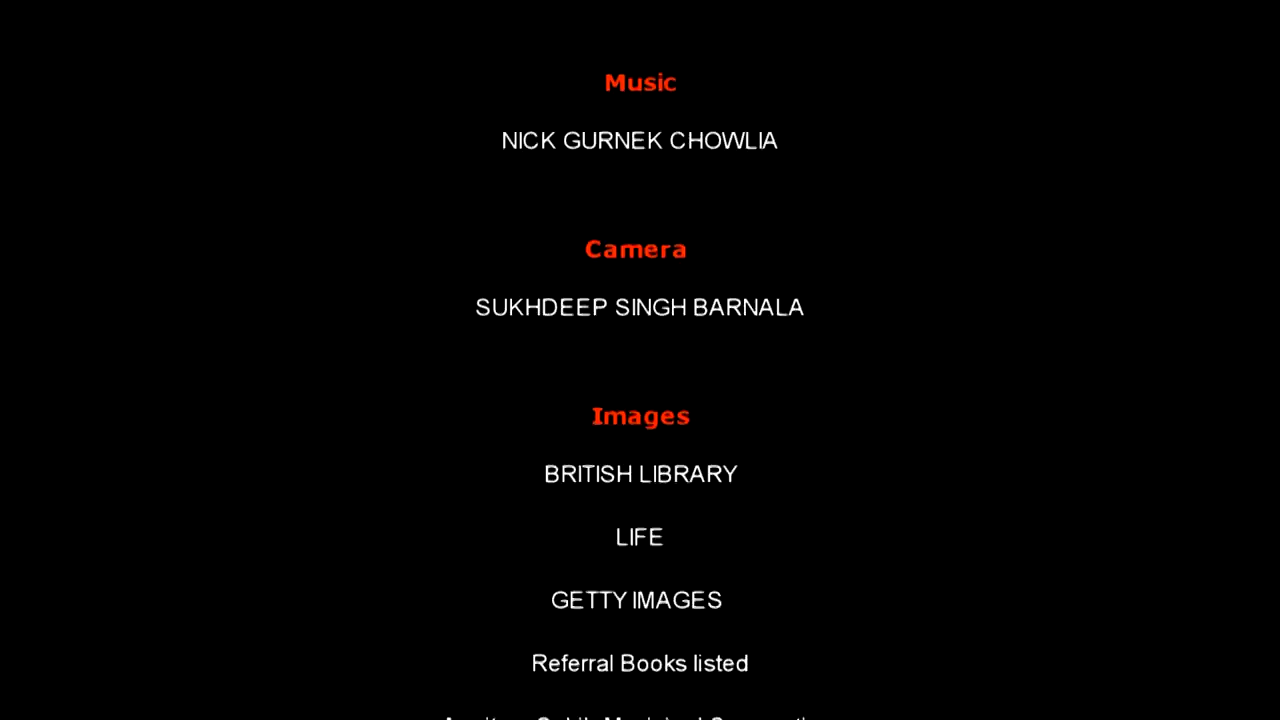 Music
NICK GURNEK CHOWLIA
Camera
SUKHDEEP SINGH BARNALA
Images
BRITISH LIBRARY
LIFE
GETTY IMAGES
Referral Books listed